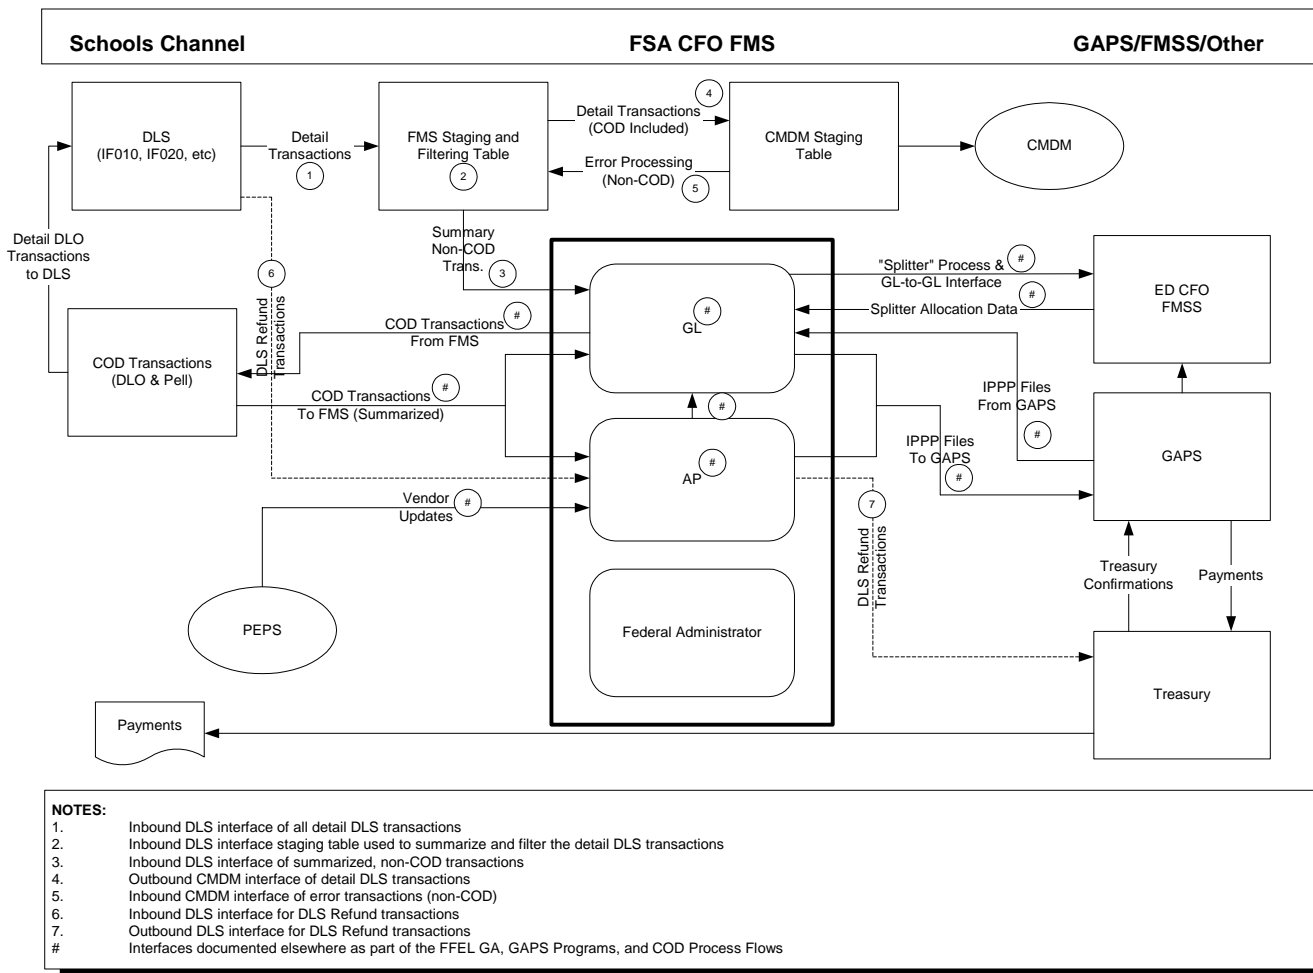 Schools Channel
FSA CFO FMS
GAPS/FMSS/Other
DLS
(IF010, IF020, etc)
Detail
Transactions
1
FMS Staging and
Filtering Table
2
Detail Transactions
(COD Included)
4
Error Processing
(Non-COD)
5
CMDM Staging
Table
CMDM
Detail DLO
Transactions
to DLS
Summary
Non-COD
Trans.
3
6
DLS Refund
Transactions
GL
#
"Splitter" Process &
GL-to-GL Interface
#
Splitter Allocation Data
#
ED CFO
FMSS
COD Transactions
(DLO & Pell)
COD Transactions
From FMS
#
COD Transactions
To FMS (Summarized)
#
#
IPPP Files
From GAPS
#
IPPP Files
To GAPS
#
GAPS
AP
#
Vendor
Updates
#
7
DLS Refund
Transactions
Treasury
Confirmations
Payments
PEPS
Federal Administrator
Treasury
Payments
NOTES:
1. Inbound DLS interface of all detail DLS transactions
2. Inbound DLS interface staging table used to summarize and filter the detail DLS transactions
3. Inbound DLS interface of summarized, non-COD transactions
4. Outbound CMDM interface of detail DLS transactions
5. Inbound CMDM interface of error transactions (non-COD)
6. Inbound DLS interface for DLS Refund transactions
7. Outbound DLS interface for DLS Refund transactions
# Interfaces documented elsewhere as part of the FFEL GA, GAPS Programs, and COD Process Flows